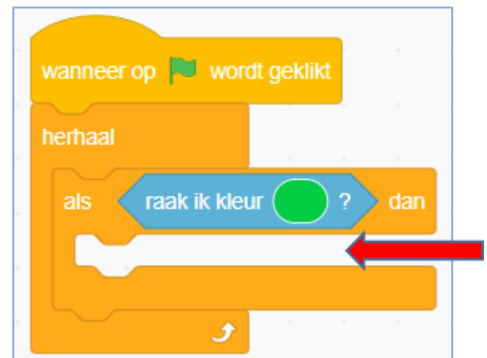 wanneer op wordt geklikt
herhaal
als raak ik kleur ? dan